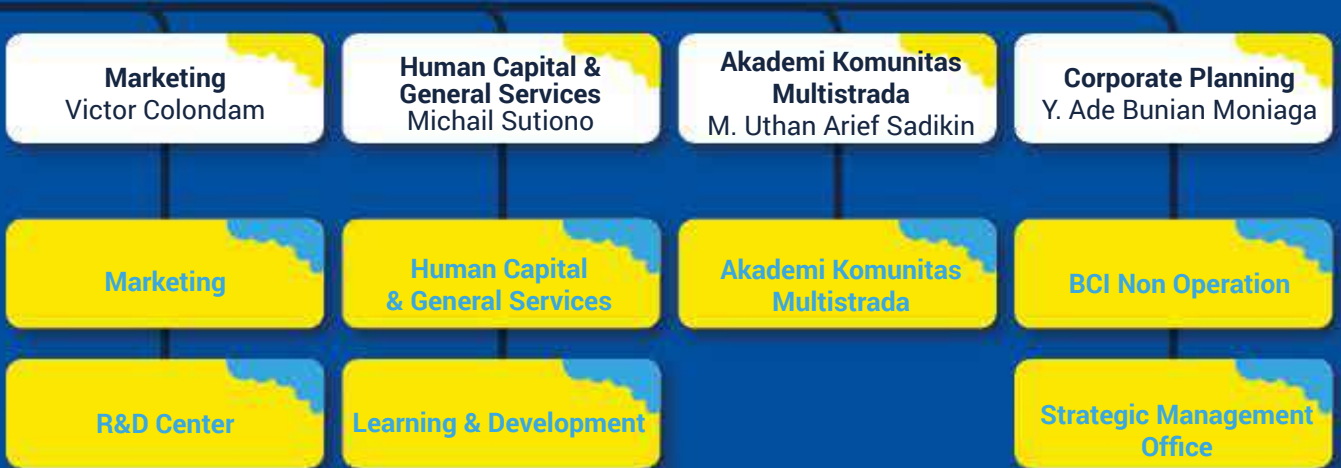 Marketing
Victor Colondam
Human Capital &
General Services
Michail Sutiono
Akademi Komunitas
Multistrada
M. Uthan Arief Sadikin
Corporate Planning
Y. Ade Bunian Moniaga
Marketing
Human Capital
& General Services
Akademi Komunitas
Multistrada
BCI Non Operation
R&D Center
Learning & Development
Strategic Management
Office